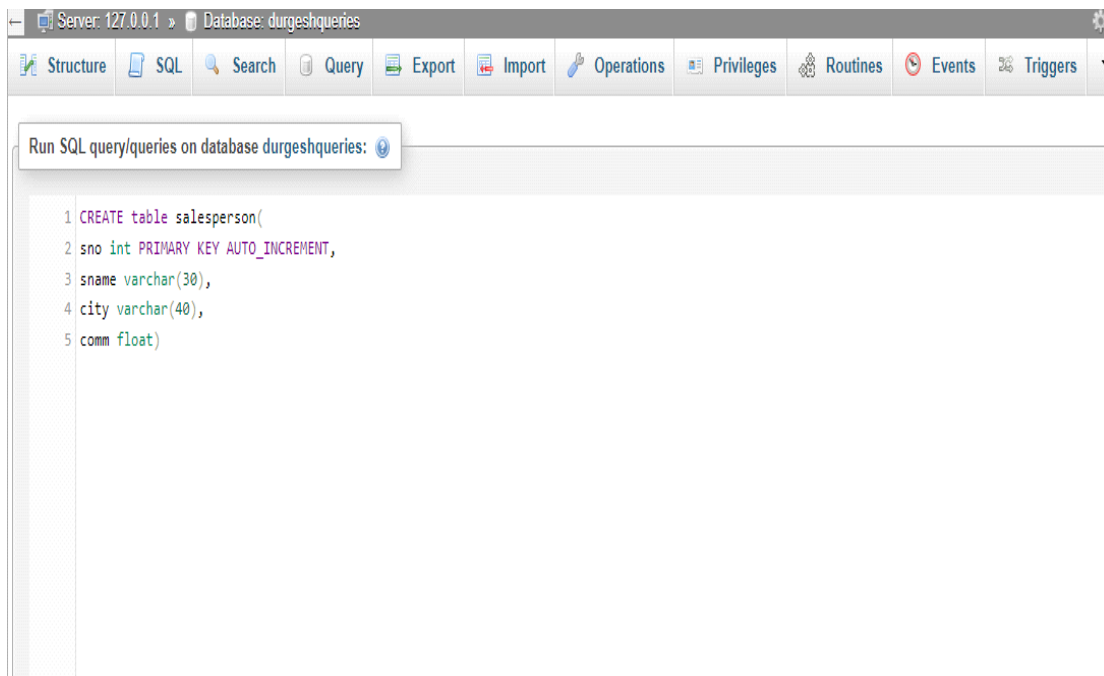 Server: 127.0.0.1 » Database: durgeshqueries
Structure SQL Search Query Export Import Operations Privileges Routines Events Triggers
Run SQL query/queries on database durgeshqueries:
1 CREATE table salesperson(
2 sno int PRIMARY KEY AUTO_INCREMENT,
3 sname varchar(30),
4 city varchar(40),
5 comm float)